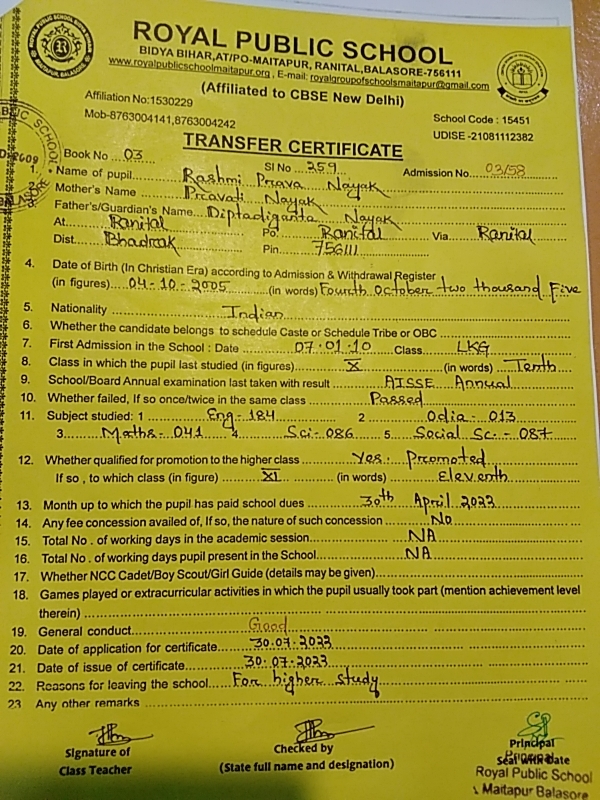 ROYAL PUBLIC SCHOOL
BIDYA BIHAR,AT/PO-MAITAPUR, RANITAL,BALASORE-756111
www.royalpublicschoolmaitapur.org , E-mail: royalgroupofschoolsmaitapur@gmail.com
(Affiliated to CBSE New Delhi)
Affiliation No:1530229
School Code : 15451
Mob-8763004141,8763004242
UDISE -21081112382
TRANSFER CERTIFICATE
Book No 03 Sl No 259 Admission No. 03/58
1. Name of pupil Rashmi Prava Nayak
2. Mother's Name Pravadi Nayak
3. Father's/Guardian's Name Diptadiganta Nayak
At Ranital Po Ranital Via Ranital
Dist. Bhadrak Pin 756111
4. Date of Birth (In Christian Era) according to Admission & Withdrawal Register
(in figures) 04-10-2005 (in words) Fourth October two thousand Five
5. Nationality Indian
6. Whether the candidate belongs to schedule Caste or Schedule Tribe or OBC
7. First Admission in the School : Date 07.01.10 Class LKG
8. Class in which the pupil last studied (in figures) X (in words) Tenth
9. School/Board Annual examination last taken with result AISSE Annual
10. Whether failed, If so once/twice in the same class Passed
11. Subject studied: 1 Eng-184 2 Odia-013
3 Maths-041 4 Sci-086 5 Social Sc.-087
12. Whether qualified for promotion to the higher class Yes. Promoted
If so , to which class (in figure) XI (in words) Eleventh
13. Month up to which the pupil has paid school dues 30th April 2022
14. Any fee concession availed of, If so, the nature of such concession No
15. Total No . of working days in the academic session NA
16. Total No . of working days pupil present in the School NA
17. Whether NCC Cadet/Boy Scout/Girl Guide (details may be given)
18. Games played or extracurricular activities in which the pupil usually took part (mention achievement level
therein)
19. General conduct Good
20. Date of application for certificate 30.07.2022
21. Date of issue of certificate 30.07.2022
22. Reasons for leaving the school For higher study
23 Any other remarks
Signature of
Class Teacher
Checked by
(State full name and designation)
Principal
Seal with Date
Principal
Royal Public School
Maitapur Balasore